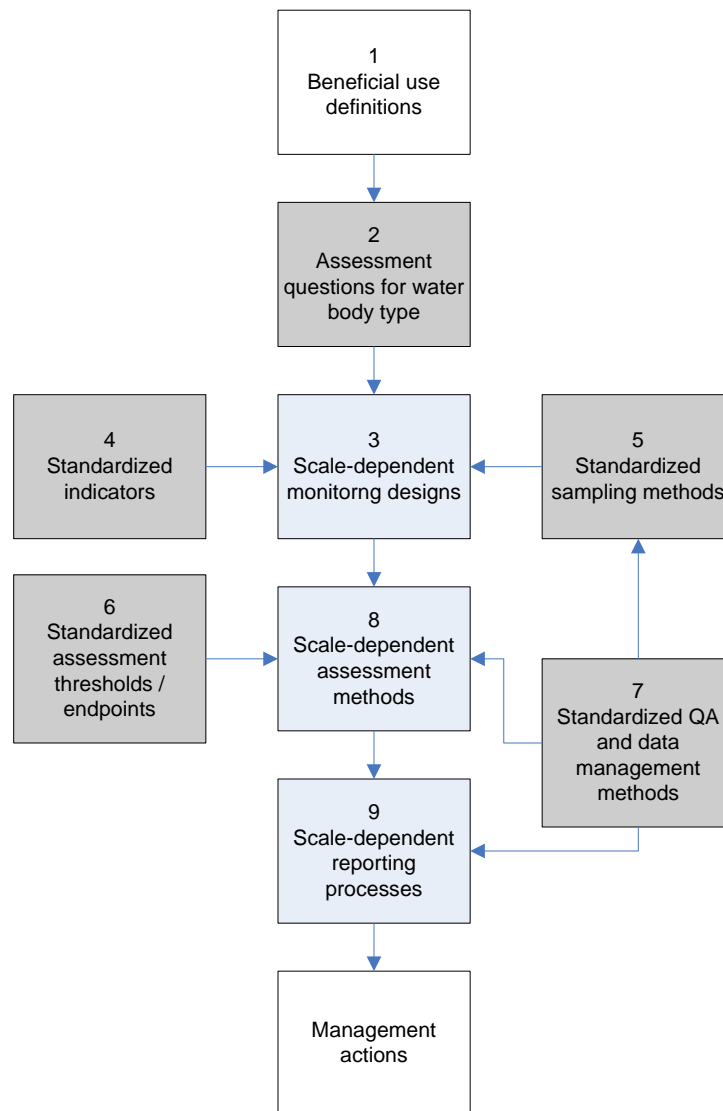 1
Beneficial use
definitions
2
Assessment
questions for water
body type
4
Standardized
indicators
3
Scale-dependent
monitorng designs
5
Standardized
sampling methods
6
Standardized
assessment
thresholds /
endpoints
8
Scale-dependent
assessment
methods
7
Standardized QA
and data
management
methods
9
Scale-dependent
reporting
processes
Management
actions